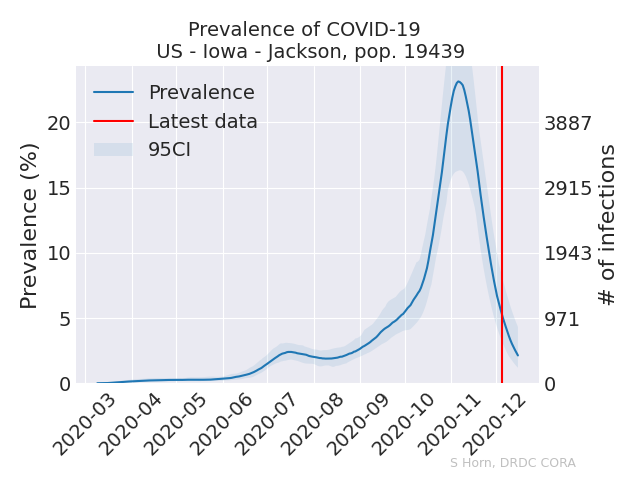 Prevalence of COVID-19
US - Iowa - Jackson, pop. 19439
Prevalence
Latest data
95CI
Prevalence (%)
20
15
10
5
0
3887
2915
1943
971
0
# of infections
2020-03
2020-04
2020-05
2020-06
2020-07
2020-08
2020-09
2020-10
2020-11
2020-12
S Horn, DRDC CORA